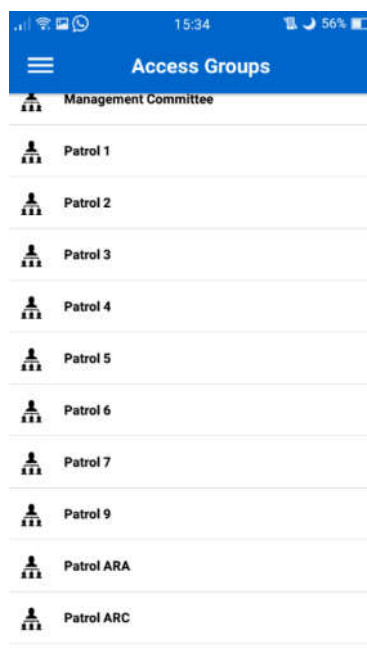 15:34
56%
Access Groups
Management Committee
Patrol 1
Patrol 2
Patrol 3
Patrol 4
Patrol 5
Patrol 6
Patrol 7
Patrol 9
Patrol ARA
Patrol ARC